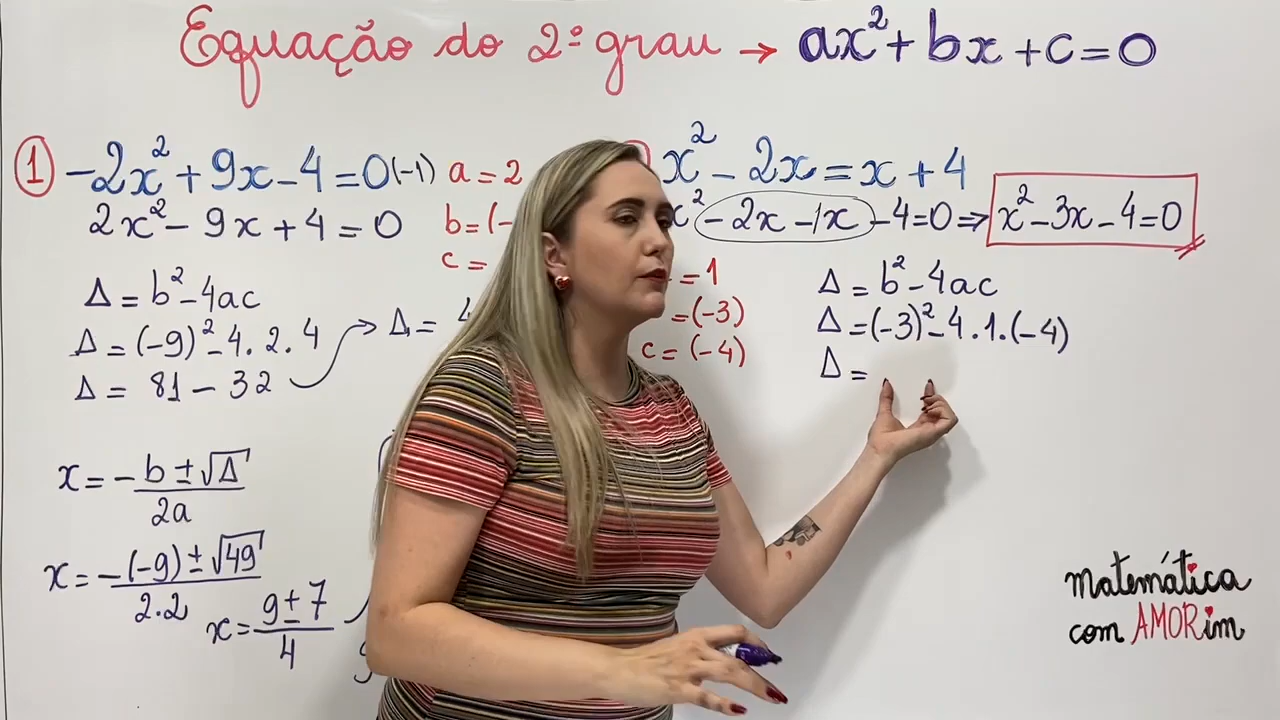 Equação do 2º grau → ax² + bx + c = 0
1
-2x² + 9x - 4 = 0 (-1)
2x² - 9x + 4 = 0
a = 2
b = (-
c =
Δ = b² - 4ac
Δ = (-9)² - 4 . 2 . 4
Δ = 81 - 32
Δ = 4
x = -b ± √Δ
2a
x = -(-9) ± √49
2.2
x = 9 ± 7
4
x² - 2x = x + 4
x² - 2x - 1x - 4 = 0 ⇒ x² - 3x - 4 = 0
= 1
= (-3)
c = (-4)
Δ = b² - 4ac
Δ = (-3)² - 4 . 1 . (-4)
Δ =
matemática
com AMORim